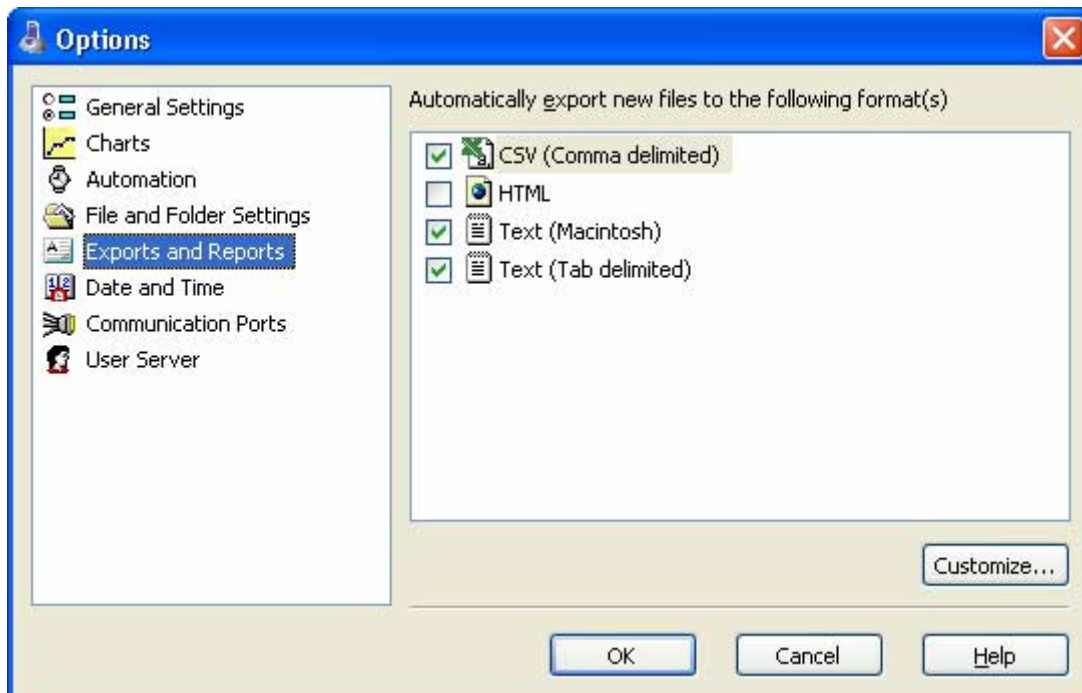 Options
General Settings
Charts
Automation
File and Folder Settings
Exports and Reports
Date and Time
Communication Ports
User Server
Automatically export new files to the following format(s)
CSV (Comma delimited)
HTML
Text (Macintosh)
Text (Tab delimited)
Customize...
OK
Cancel
Help